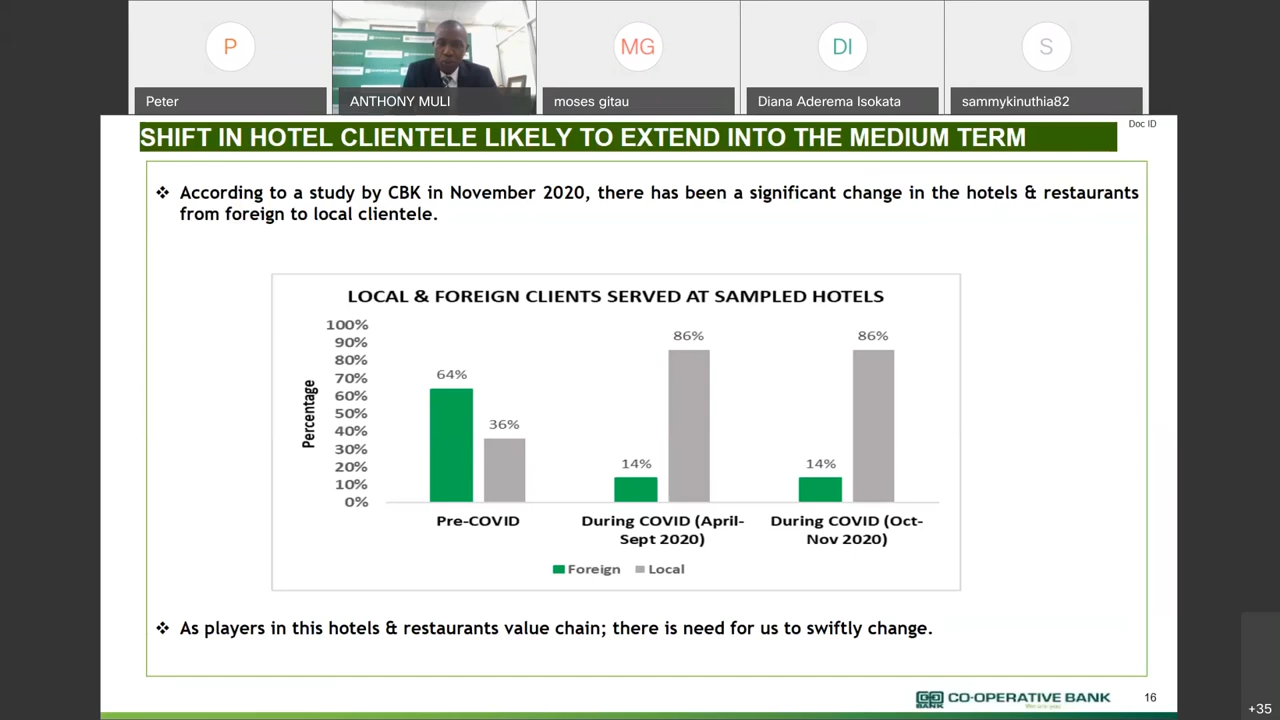 P
MG
DI
S
Peter
ANTHONY MULI
moses gitau
Diana Aderema Isokata
sammykinuthia82
Doc ID
SHIFT IN HOTEL CLIENTELE LIKELY TO EXTEND INTO THE MEDIUM TERM
❖ According to a study by CBK in November 2020, there has been a significant change in the hotels & restaurants
from foreign to local clientele.
LOCAL & FOREIGN CLIENTS SERVED AT SAMPLED HOTELS
Percentage
100%
90%
80%
70%
60%
50%
40%
30%
20%
10%
0%
64%
36%
14%
86%
14%
86%
Pre-COVID
During COVID (April-
Sept 2020)
During COVID (Oct-
Nov 2020)
Foreign
Local
❖ As players in this hotels & restaurants value chain; there is need for us to swiftly change.
BANK
CO-OPERATIVE BANK
We are you
16
+35